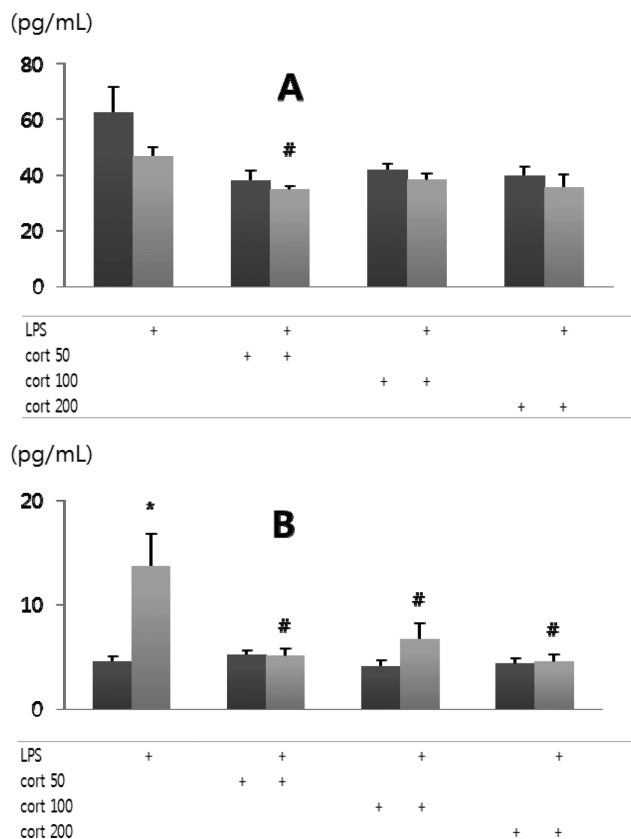 (pg/mL)
80
A
60
#
40
20
0
LPS + + + +
cort 50 + +
cort 100 + +
cort 200 + +
(pg/mL)
20
*
B
10
# # #
0
LPS + + + +
cort 50 + +
cort 100 + +
cort 200 + +